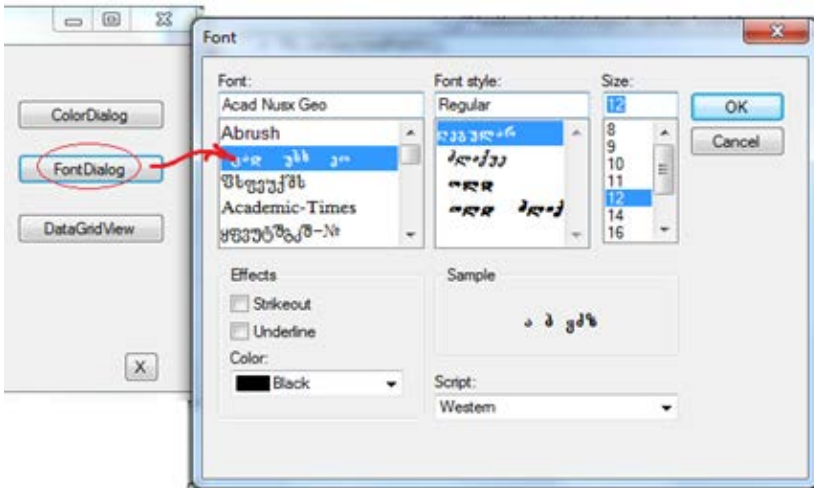 ColorDialog
FontDialog
DataGridView
X
Font
Font:
Acad Nusx Geo
Abrush
Academic-Times
Font style:
Regular
Size:
12
8
9
10
11
12
14
16
OK
Cancel
Effects
Strikeout
Underline
Color:
Black
Sample
Script:
Western